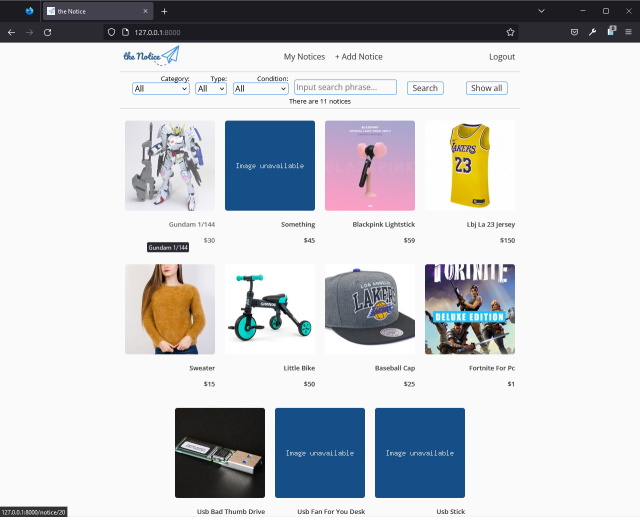 the Notice
127.0.0.1:8000
the Notice
My Notices
+ Add Notice
Logout
Category:
Type:
Condition:
All
All
All
Input search phrase...
Search
Show all
There are 11 notices
Image unavailable
BLACKPINK
LAKERS
23
Gundam 1/144
$30
Something
$45
Blackpink Lightstick
$59
Lbj La 23 Jersey
$150
Gundam 1/144
LOS ANGELES
LAKERS
FORTNITE
DELUXE EDITION
Sweater
$15
Little Bike
$50
Baseball Cap
$25
Fortnite For Pc
$1
Image unavailable
Image unavailable
127.0.0.1:8000/notice/20
Usb Bad Thumb Drive
Usb Fan For You Desk
Usb Stick